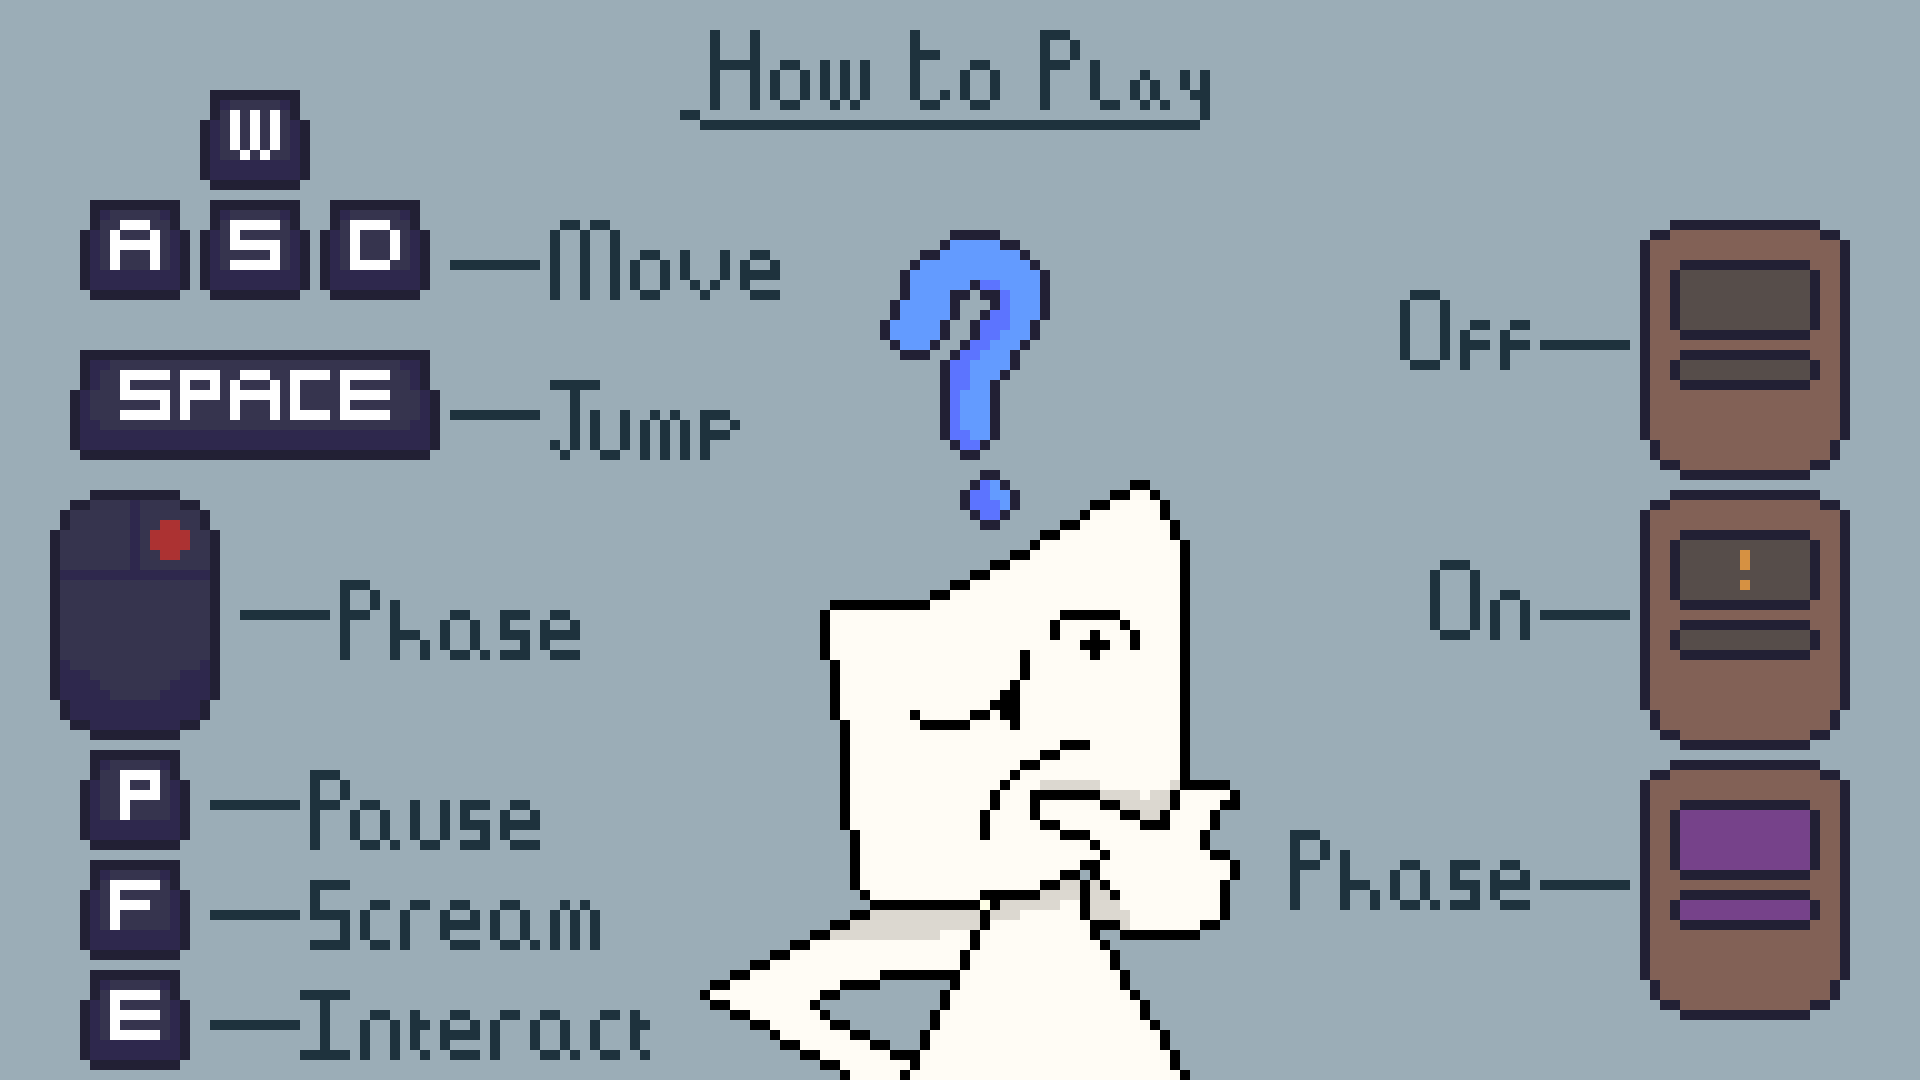 How to Play
W
A S D Move
SPACE Jump
Phase
P Pause
F Scream
E Interact
?
Off
On !
Phase